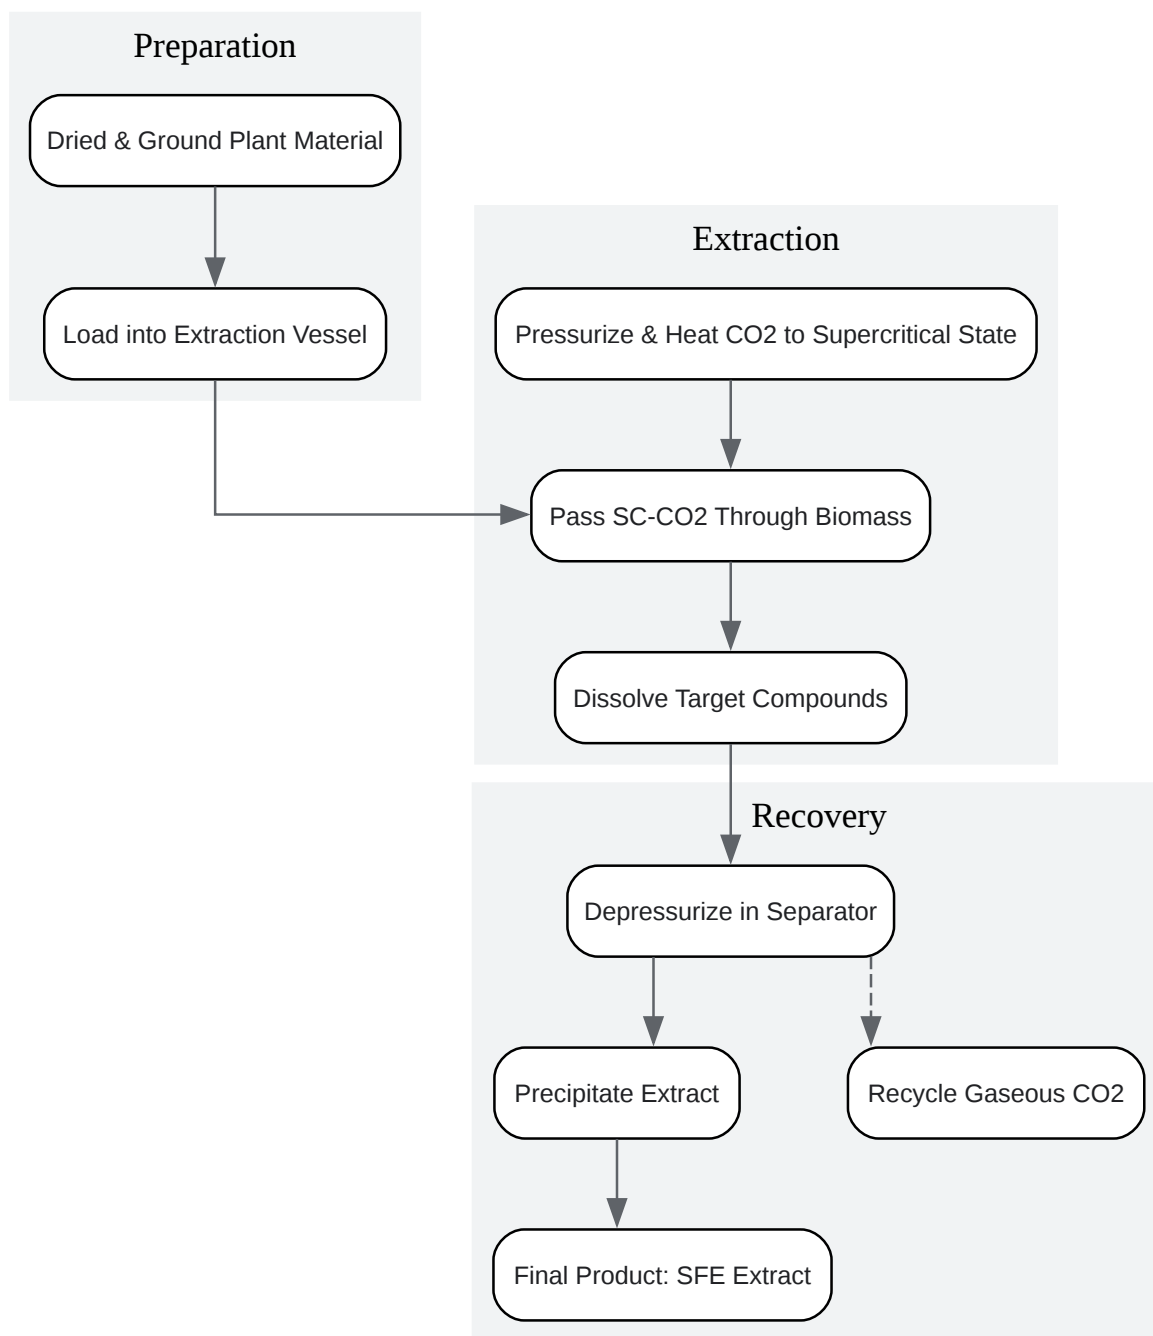 Preparation
Dried & Ground Plant Material
Load into Extraction Vessel
Extraction
Pressurize & Heat CO2 to Supercritical State
Pass SC-CO2 Through Biomass
Dissolve Target Compounds
Recovery
Depressurize in Separator
Precipitate Extract
Recycle Gaseous CO2
Final Product: SFE Extract